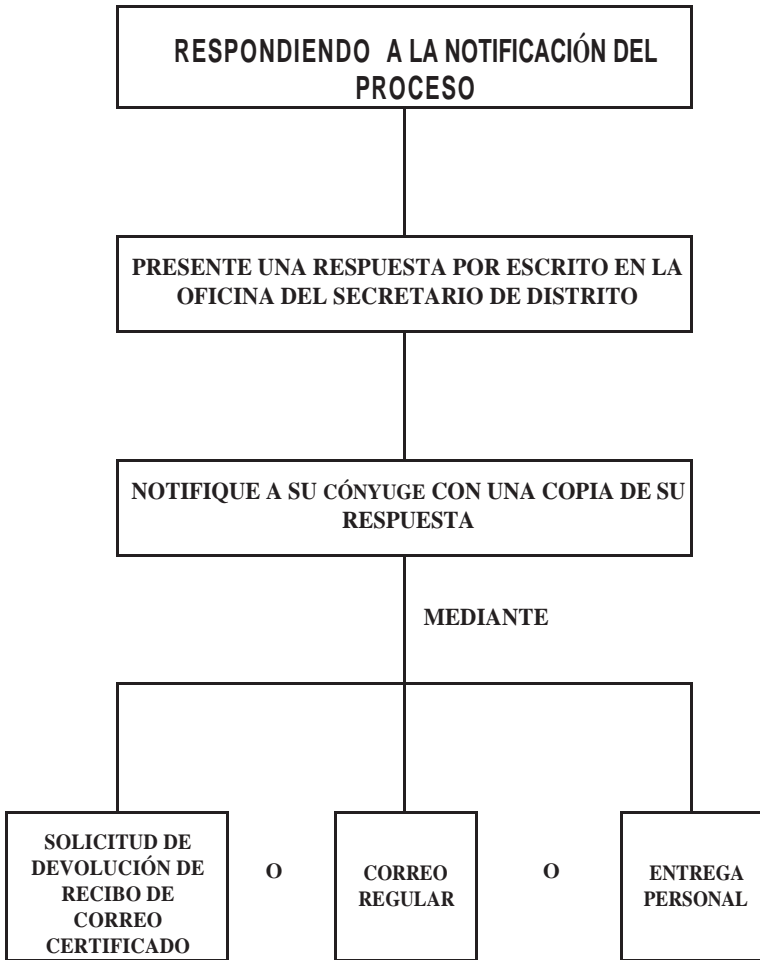 RESPONDIENDO A LA NOTIFICACIÓN DEL
PROCESO
PRESENTE UNA RESPUESTA POR ESCRITO EN LA
OFICINA DEL SECRETARIO DE DISTRITO
NOTIFIQUE A SU CÓNYUGE CON UNA COPIA DE SU
RESPUESTA
MEDIANTE
SOLICITUD DE
DEVOLUCIÓN DE
RECIBO DE
CORREO
CERTIFICADO
O
CORREO
REGULAR
O
ENTREGA
PERSONAL